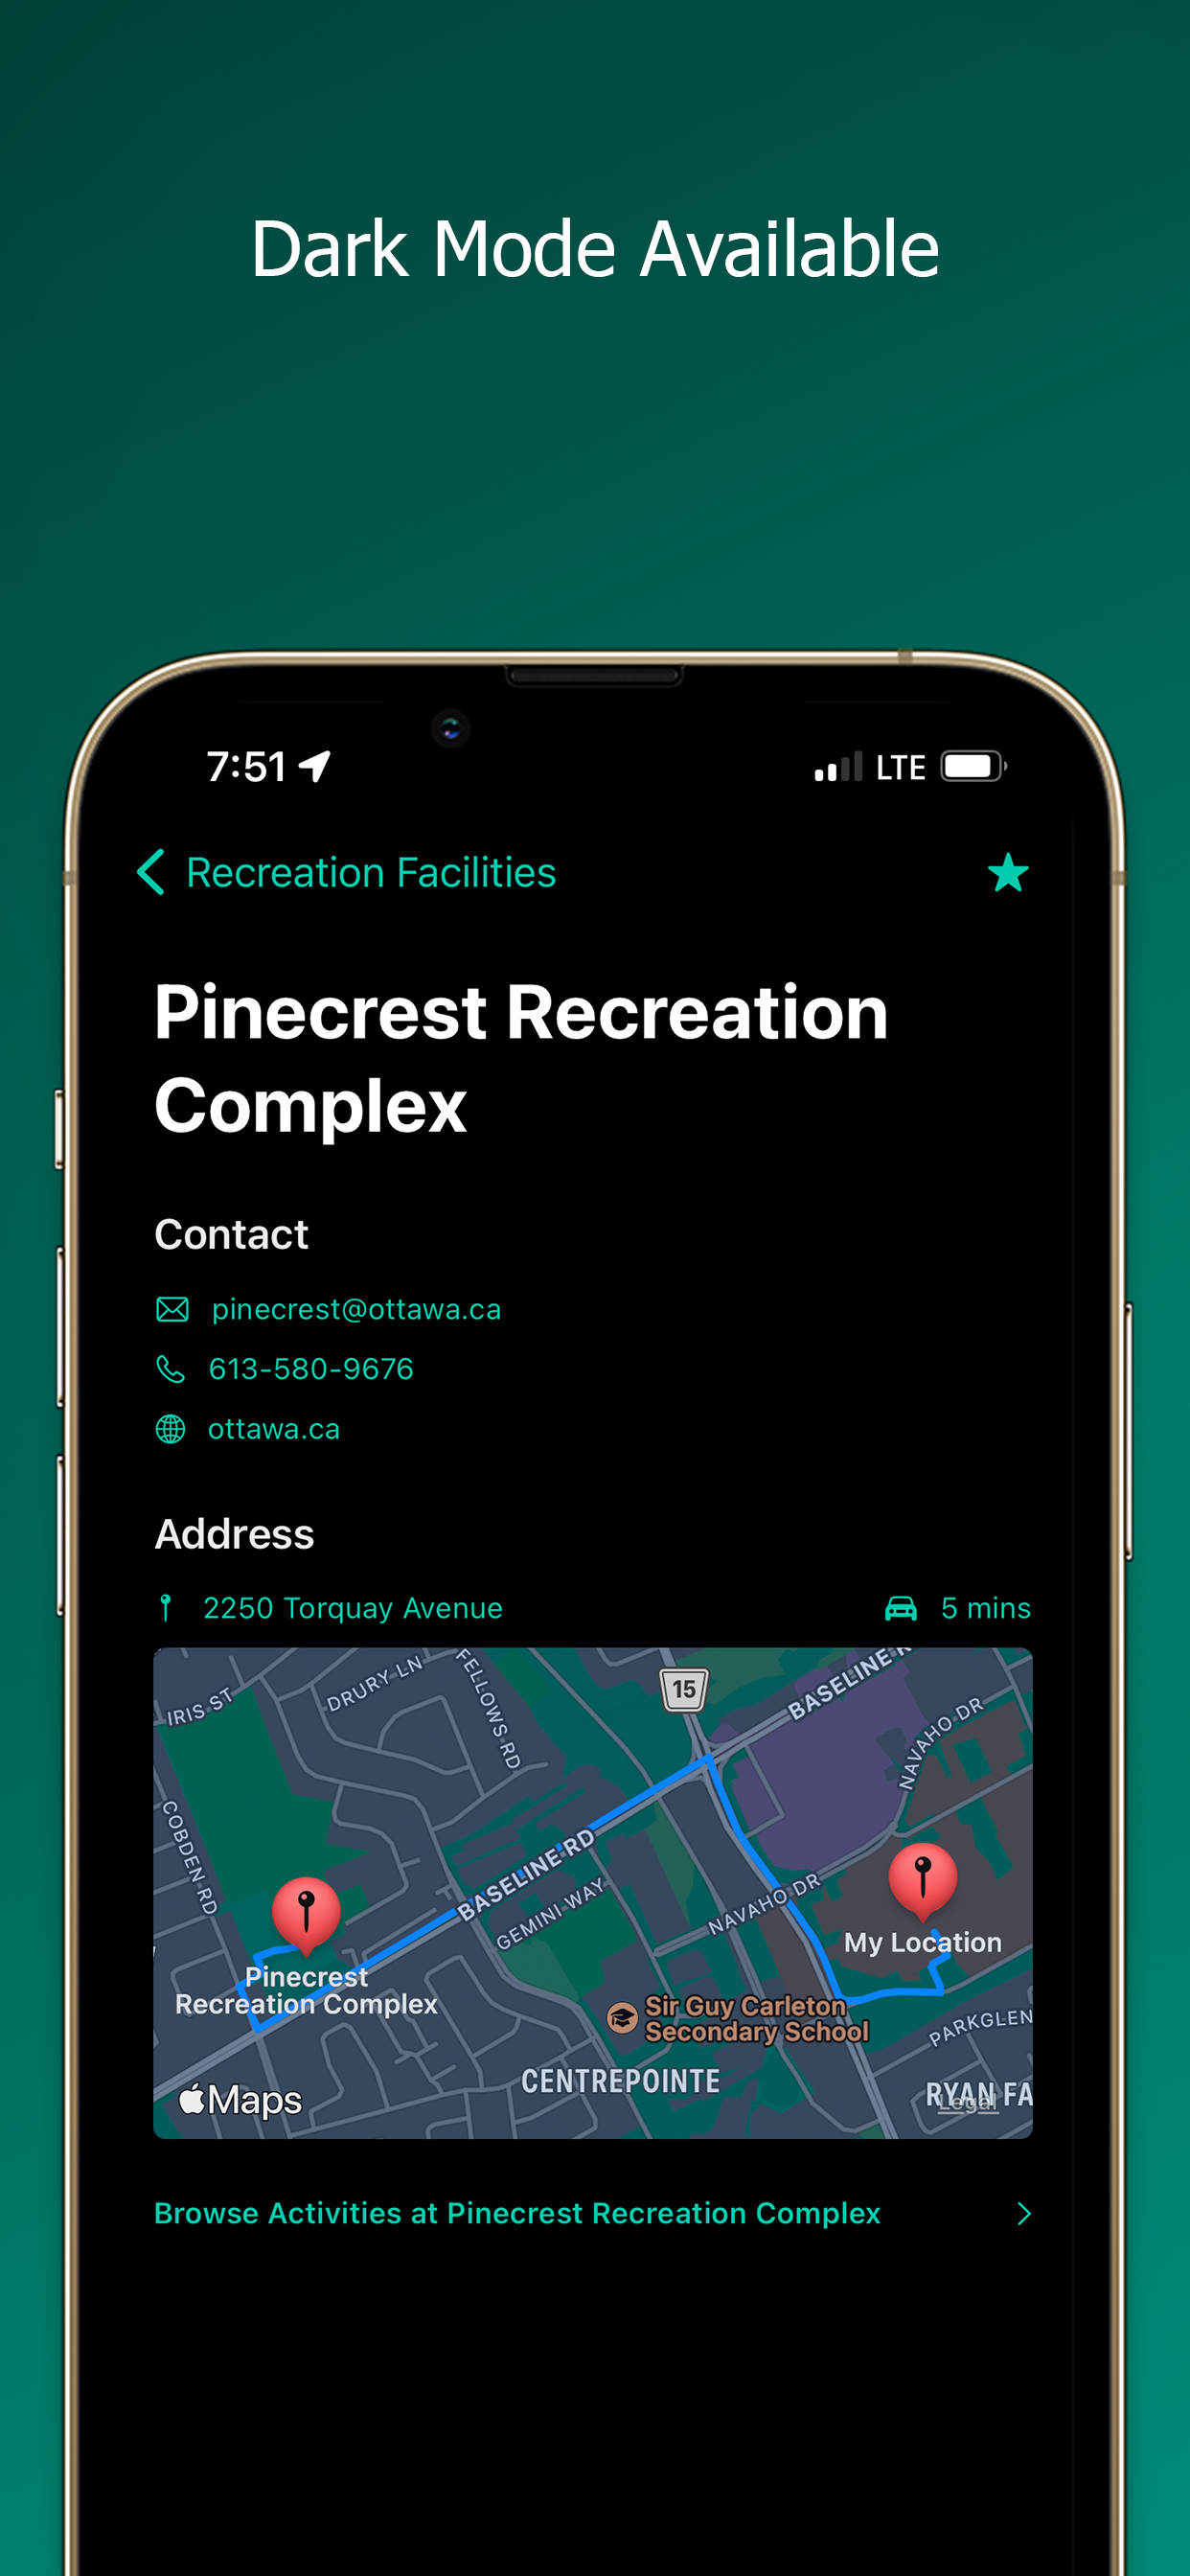 Dark Mode Available
7:51
LTE
Recreation Facilities
Pinecrest Recreation
Complex
Contact
pinecrest@ottawa.ca
613-580-9676
ottawa.ca
Address
2250 Torquay Avenue
5 mins
IRIS ST
DRURY LN
FELLOWS RD
15
BASELINE R
NAVAHO DR
COBDEN RD
BASELINE RD
GEMINI WAY
NAVAHO DR
My Location
Pinecrest
Recreation Complex
Sir Guy Carleton
Secondary School
PARKGLEN
CENTREPOINTE
RYAN FA
Maps
Legal
Browse Activities at Pinecrest Recreation Complex